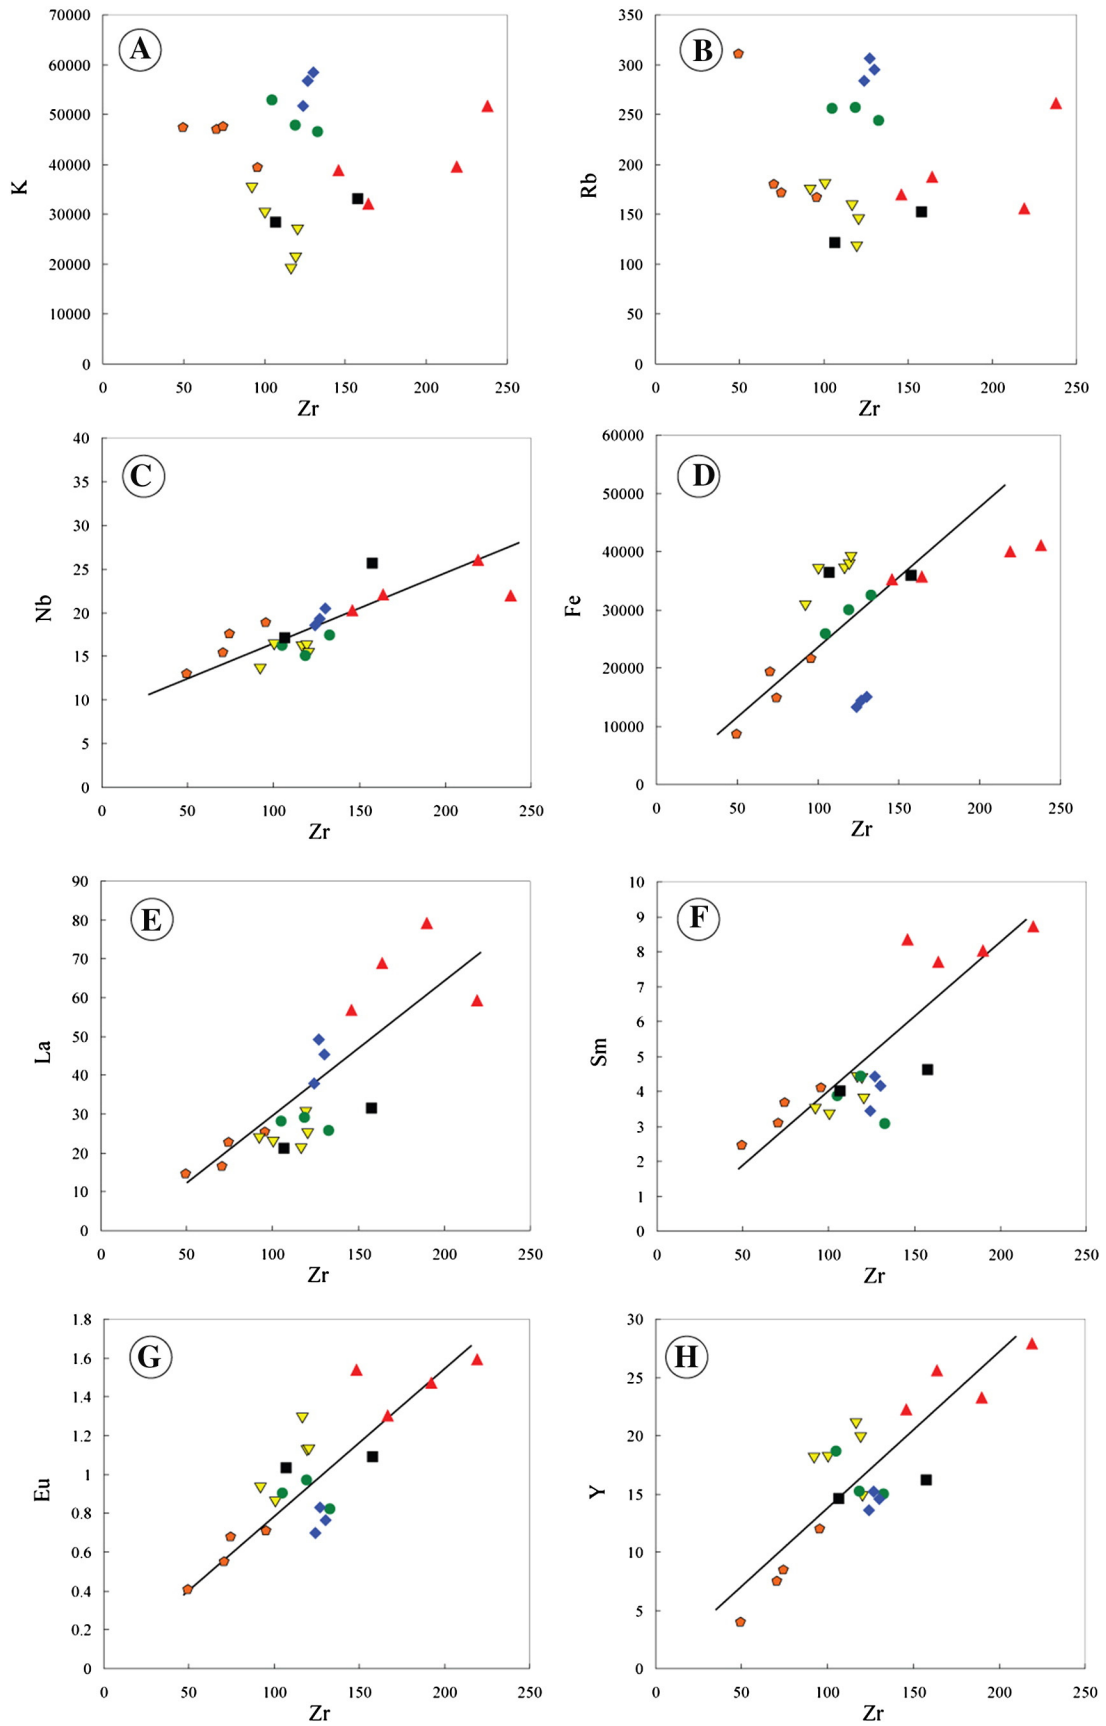 A
70000
60000
50000
40000
30000
20000
10000
0
K
0 50 100 150 200 250
Zr
B
350
300
250
200
150
100
50
0
Rb
0 50 100 150 200 250
Zr
C
40
35
30
25
20
15
10
5
0
Nb
50 100 150 200 250
Zr
D
60000
50000
40000
30000
20000
10000
0
Fe
0 50 100 150 200 250
Zr
E
90
80
70
60
50
40
30
20
10
0
La
0 50 100 150 200 250
Zr
F
10
9
8
7
6
5
4
3
2
1
0
Sm
0 50 100 150 200 250
Zr
G
1.8
1.6
1.4
1.2
1
0.8
0.6
0.4
0.2
0
Eu
0 50 100 150 200 250
Zr
H
30
25
20
15
10
5
0
Y
0 50 100 150 200 250
Zr